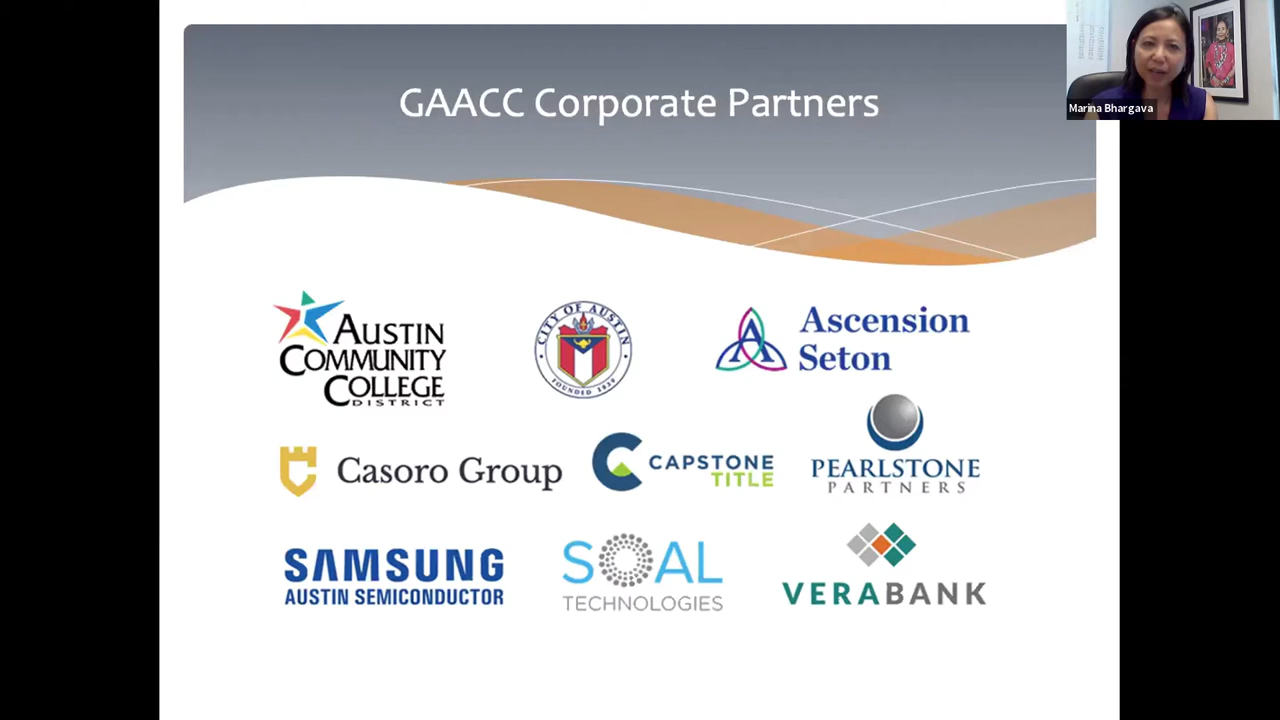 GAACC Corporate Partners
Marina Bhargava
AUSTIN
COMMUNITY
COLLEGE
DISTRICT
CITY OF AUSTIN
FOUNDED 1839
A
Ascension
Seton
Casoro Group
CAPSTONE
TITLE
PEARLSTONE
PARTNERS
SAMSUNG
AUSTIN SEMICONDUCTOR
SOAL
TECHNOLOGIES
VERABANK